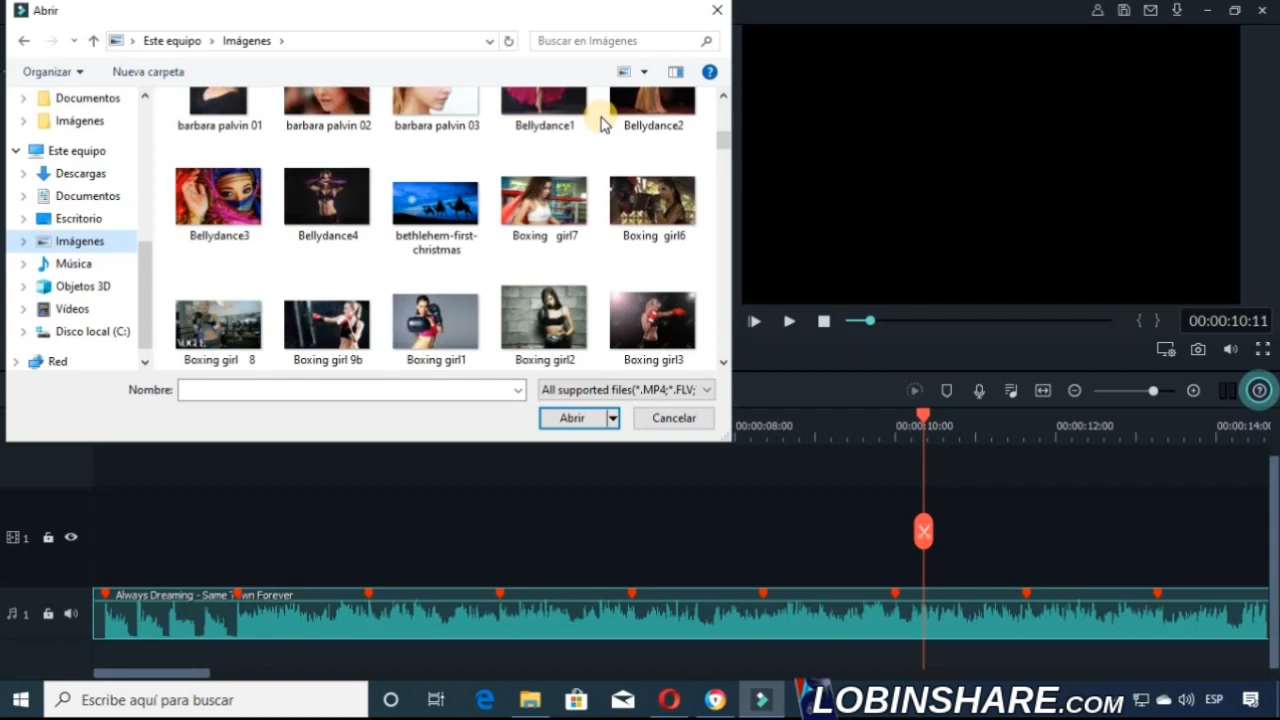 Abrir
Este equipo > Imágenes >
Buscar en Imágenes
Organizar
Nueva carpeta
Documentos
Imágenes
Este equipo
Descargas
Documentos
Escritorio
Imágenes
Música
Objetos 3D
Vídeos
Disco local (C:)
Red
barbara palvin 01
barbara palvin 02
barbara palvin 03
Bellydance1
Bellydance2
Bellydance3
Bellydance4
bethlehem-first-
christmas
Boxing girl7
Boxing girl6
Boxing girl 8
Boxing girl 9b
Boxing girl1
Boxing girl2
Boxing girl3
Nombre:
All supported files(*.MP4;*.FLV;
Abrir
Cancelar
{ }
00:00:10:11
00:00:08:00
00:00:10:00
00:00:12:00
00:00:14:00
1
1
Always Dreaming - Same Town Forever
Escribe aquí para buscar
LOBINSHARE.com
ESP